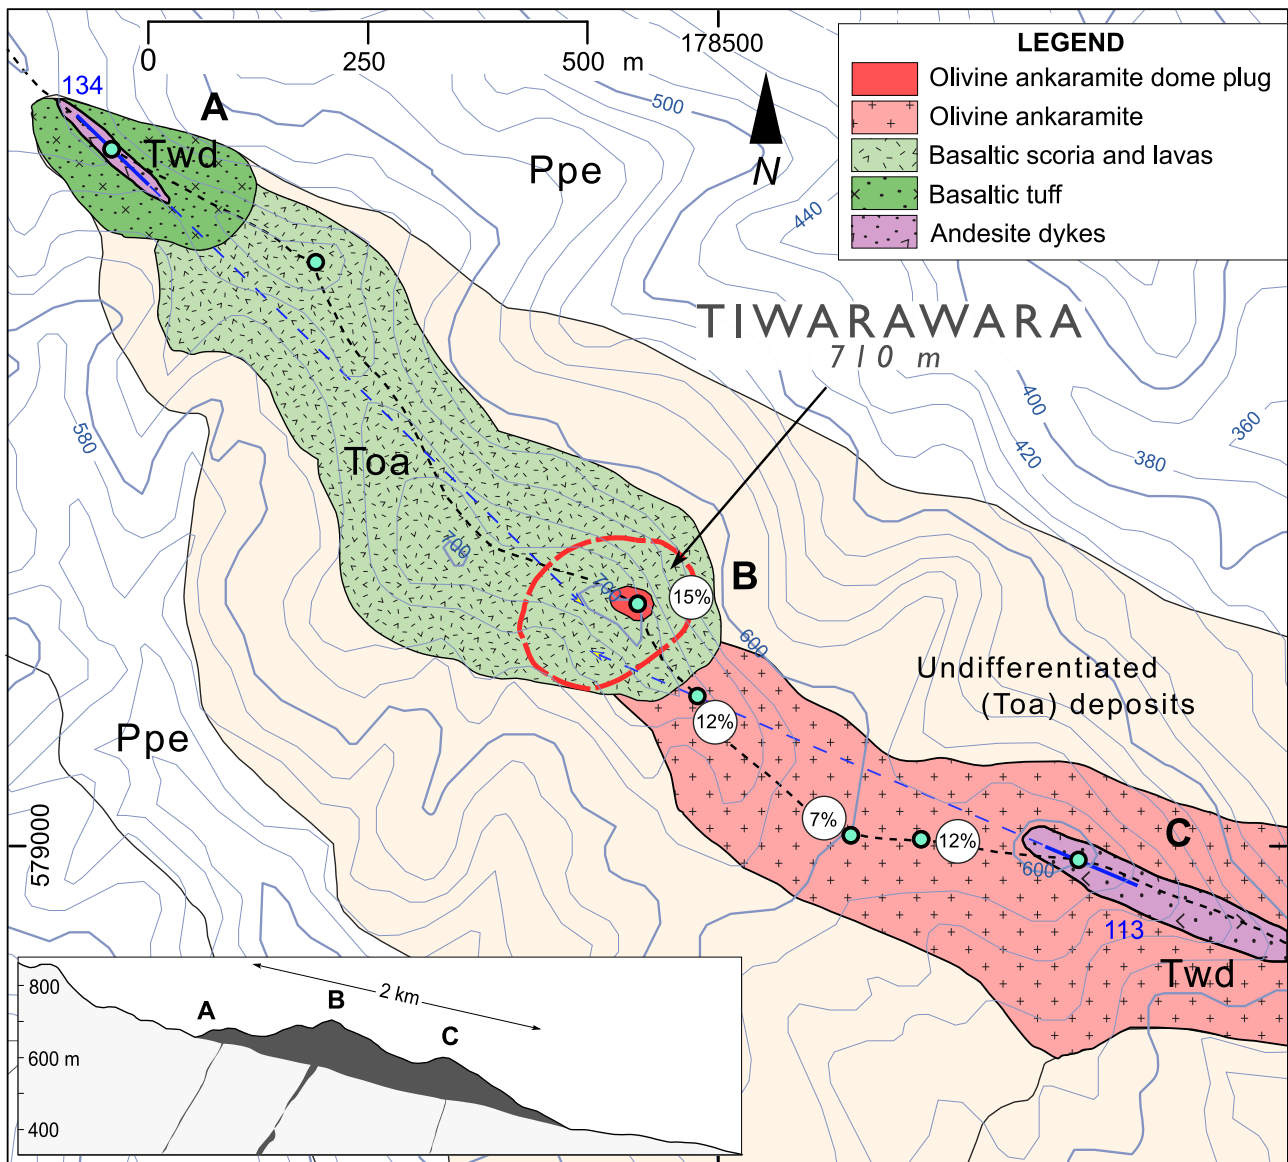 0
250
500 m
178500
LEGEND
Olivine ankaramite dome plug
Olivine ankaramite
Basaltic scoria and lavas
Basaltic tuff
Andesite dykes
134
A
Twd
Ppe
500
440
N
TIWARAWARA
710 m
580
Toa
400
420
380
360
700
700
15%
B
600
Undifferentiated
(Toa) deposits
Ppe
12%
7%
12%
C
600
113
Twd
579000
800
600 m
400
A
B
C
2 km